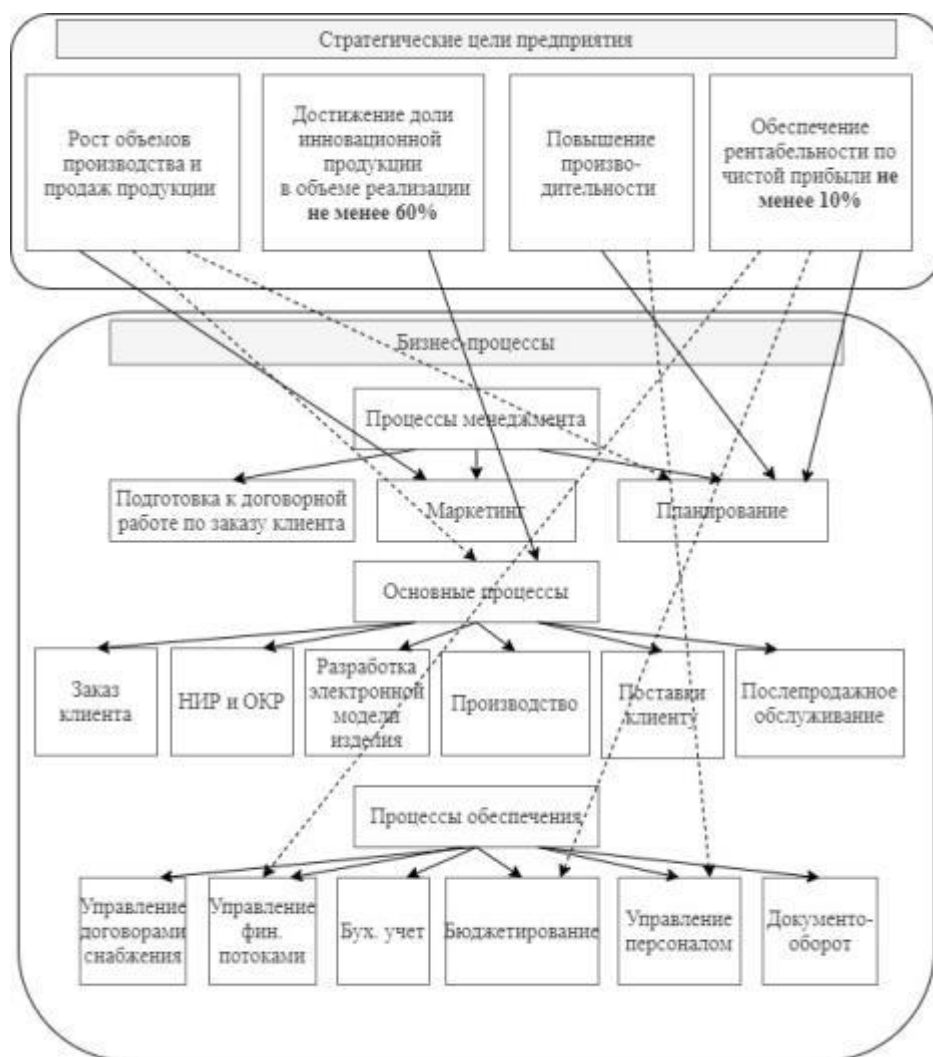 Стратегические цели предприятия
Рост объемов
производства и
продаж продукции
Достижение доли
инновационной
продукции
в объеме реализации
не менее 60%
Повышение
произво-
дительности
Обеспечение
рентабельности по
чистой прибыли не
менее 10%
Бизнес-процессы
Процессы менеджмента
Подготовка к договорной
работе по заказу клиента
Маркетинг
Планирование
Основные процессы
Заказ
клиента
НИР и ОКР
Разработка
электронной
модели
изделия
Производство
Поставки
клиенту
Послепродажное
обслуживание
Процессы обеспечения
Управление
договорами
снабжения
Управление
фин.
потоками
Бух. учет
Бюджетирование
Управление
персоналом
Документо-
оборот